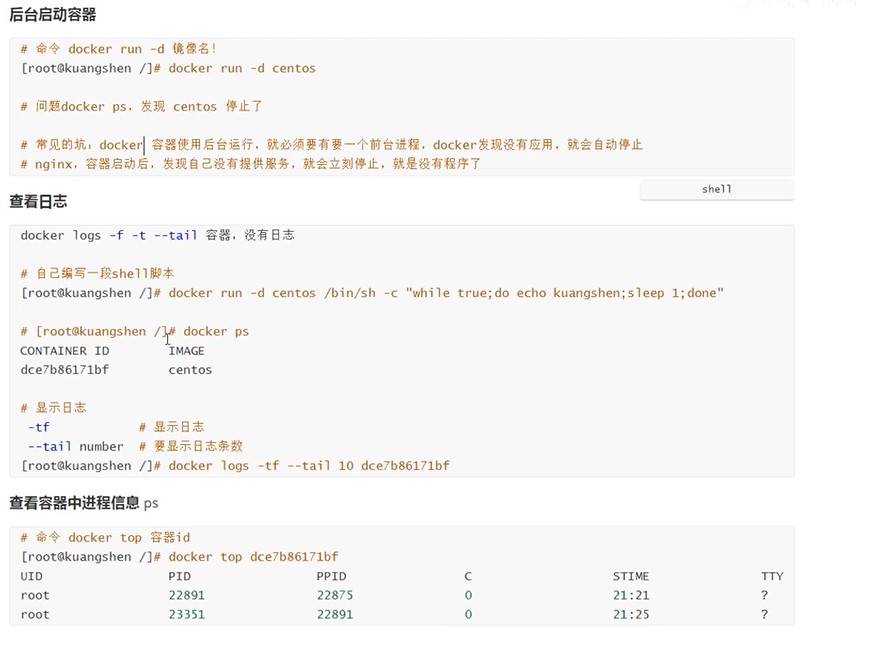 后台启动容器
# 命令 docker run -d 镜像名!
[root@kuangshen /]# docker run -d centos
# 问题docker ps，发现 centos 停止了
# 常见的坑：docker 容器使用后台运行，就必须要有要一个前台进程，docker发现没有应用，就会自动停止
# nginx，容器启动后，发现自己没有提供服务，就会立刻停止，就是没有程序了
shell
查看日志
docker logs -f -t --tail 容器，没有日志
# 自己编写一段shell脚本
[root@kuangshen /]# docker run -d centos /bin/sh -c "while true;do echo kuangshen;sleep 1;done"
# [root@kuangshen /]# docker ps
CONTAINER ID IMAGE
dce7b86171bf centos
# 显示日志
-tf # 显示日志
--tail number # 要显示日志条数
[root@kuangshen /]# docker logs -tf --tail 10 dce7b86171bf
查看容器中进程信息 ps
# 命令 docker top 容器id
[root@kuangshen /]# docker top dce7b86171bf
UID PID PPID C STIME TTY
root 22891 22875 0 21:21 ?
root 23351 22891 0 21:25 ?